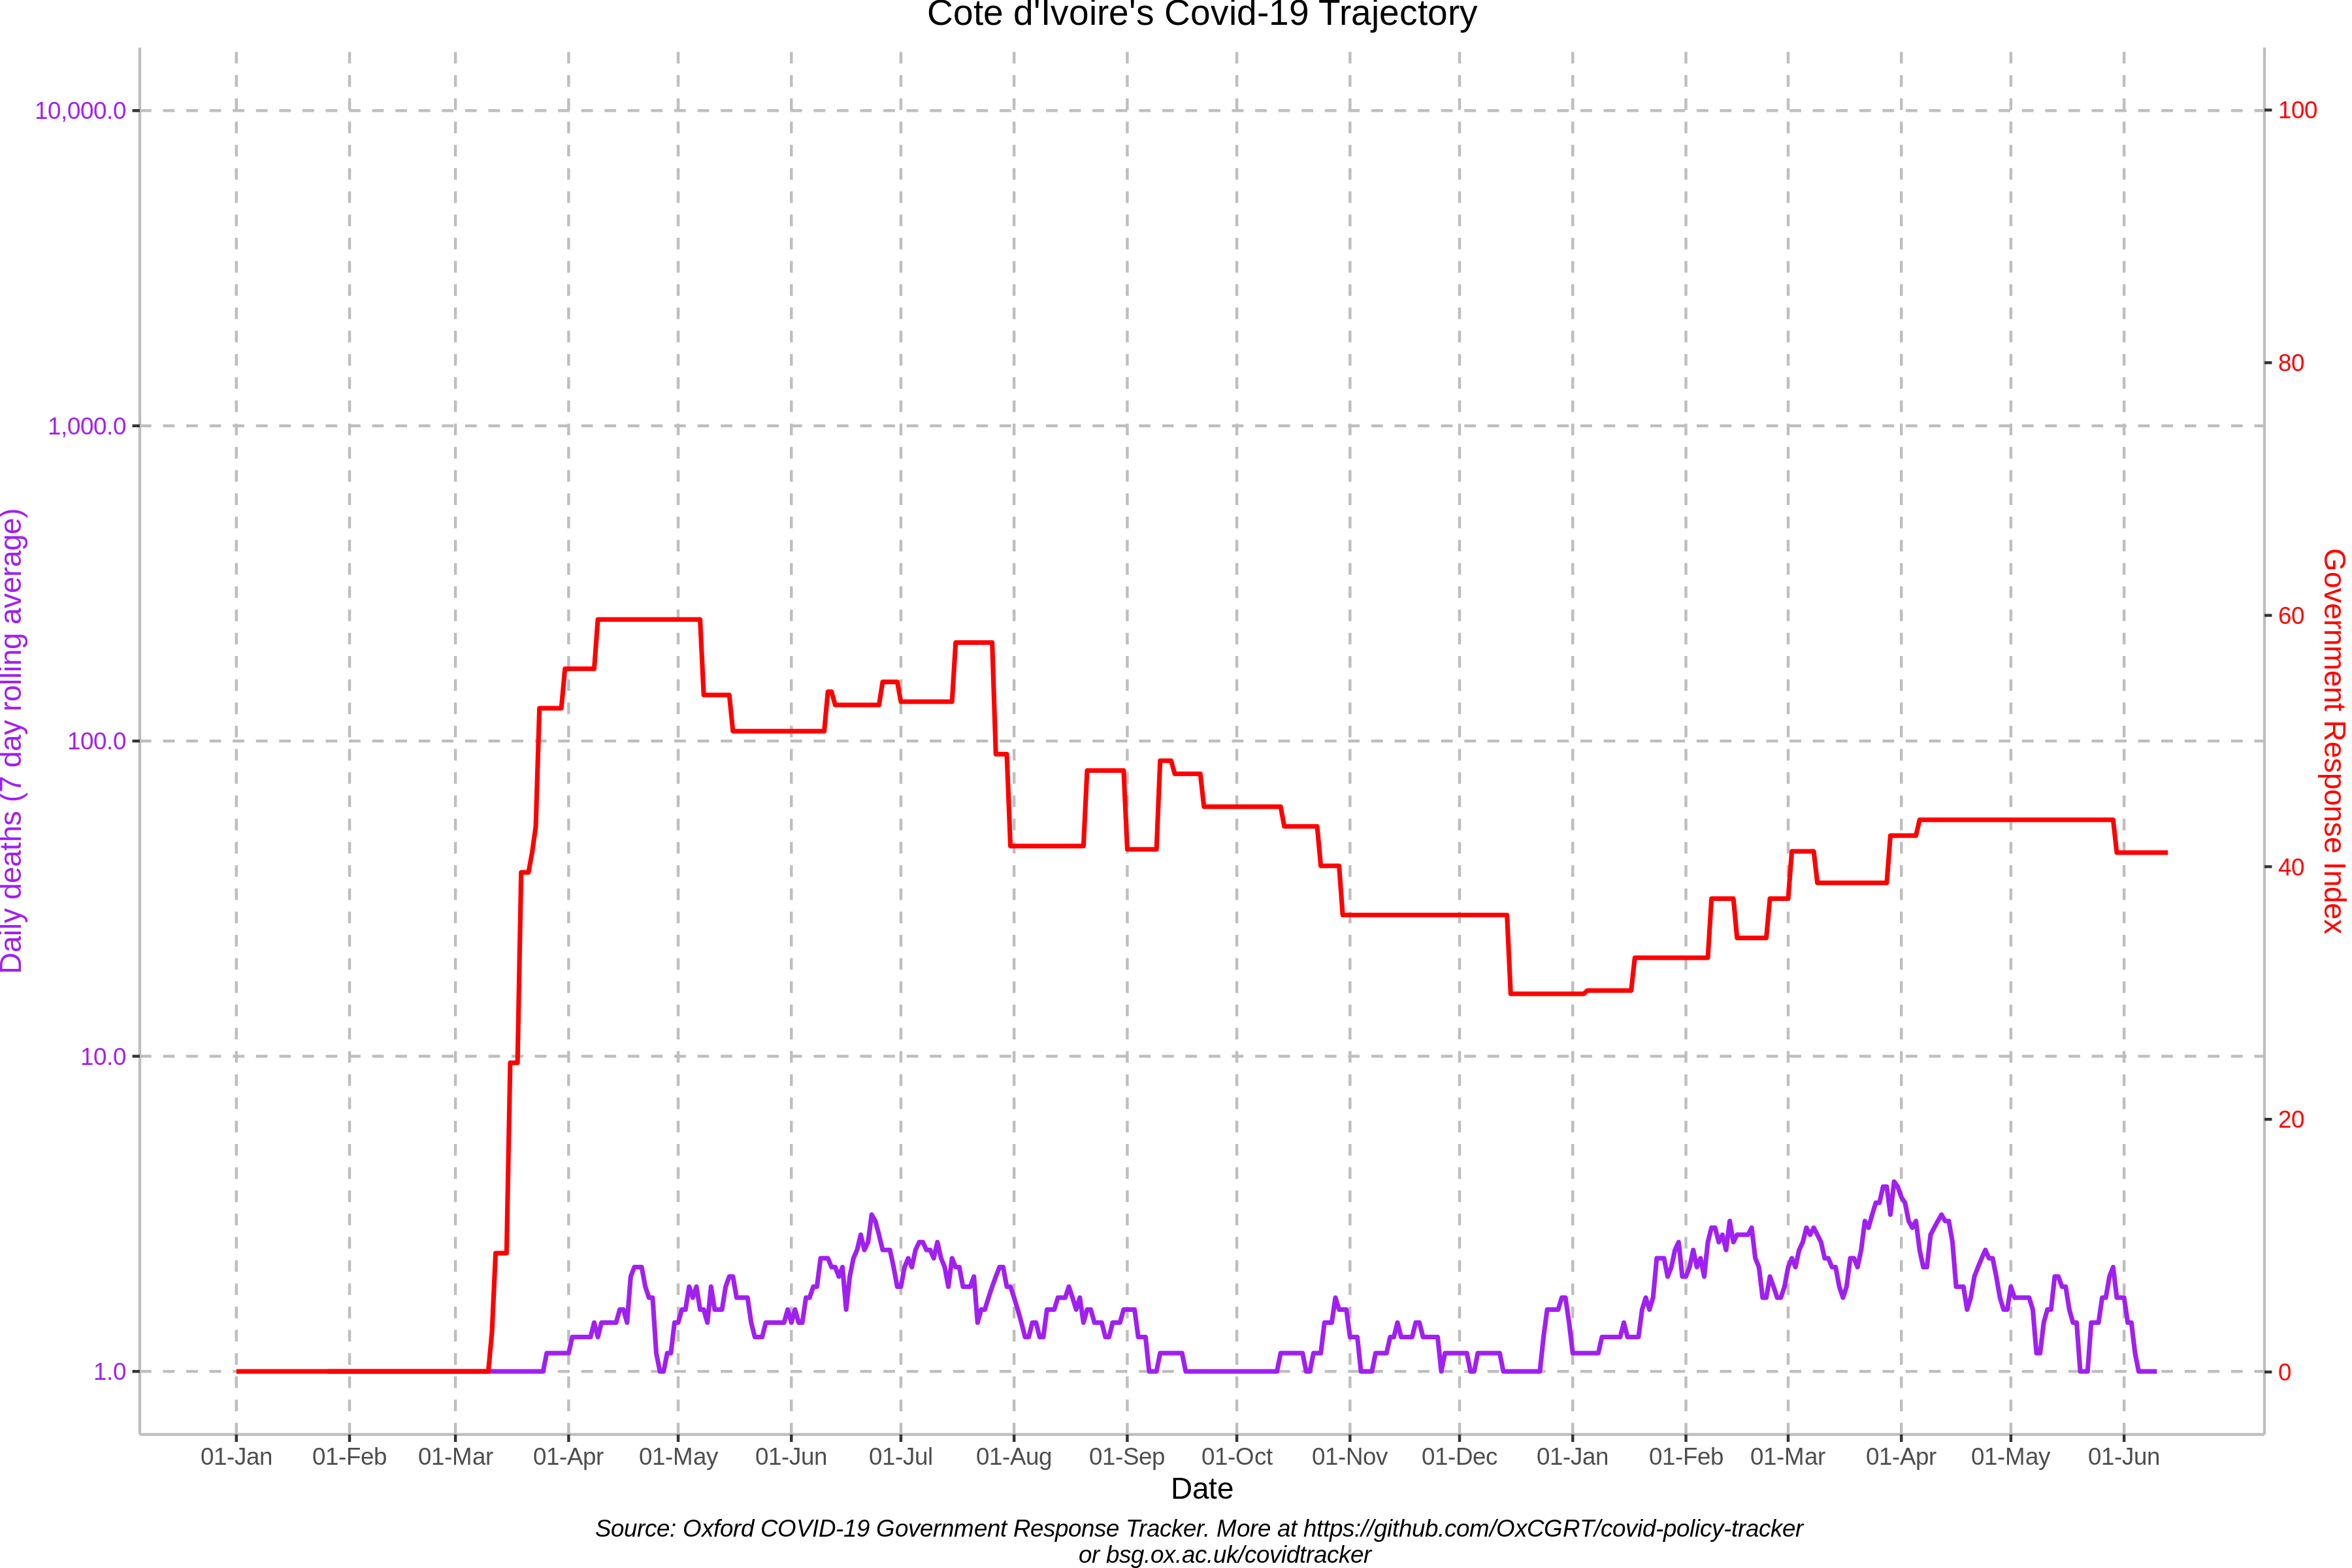 Cote d'Ivoire's Covid-19 Trajectory
Daily deaths (7 day rolling average)
10,000.0
1,000.0
100.0
10.0
1.0
100
80
60
40
20
0
Government Response Index
01-Jan 01-Feb 01-Mar 01-Apr 01-May 01-Jun 01-Jul 01-Aug 01-Sep 01-Oct 01-Nov 01-Dec 01-Jan 01-Feb 01-Mar 01-Apr 01-May 01-Jun
Date
Source: Oxford COVID-19 Government Response Tracker. More at https://github.com/OxCGRT/covid-policy-tracker
or bsg.ox.ac.uk/covidtracker